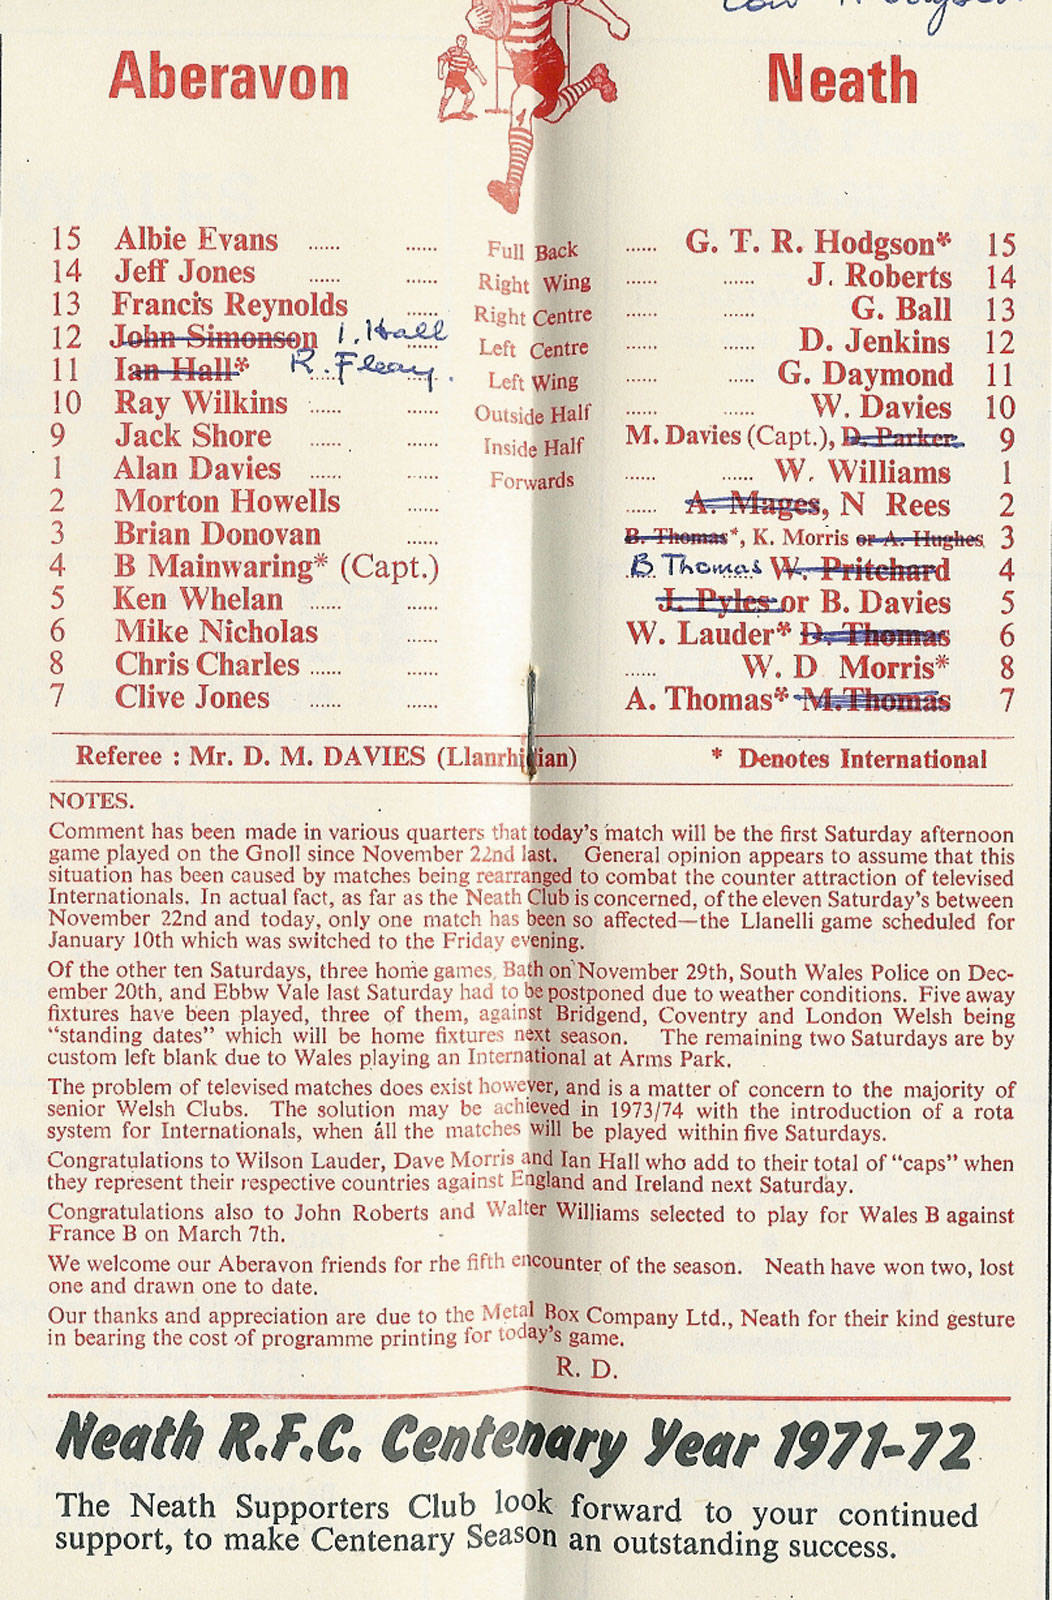 Aberavon Neath
15 Albie Evans ...... ...... Full Back ...... G. T. R. Hodgson* 15
14 Jeff Jones ...... ...... Right Wing ...... ...... J. Roberts 14
13 Francis Reynolds ...... Right Centre ...... ...... G. Ball 13
12 John Simonson I. Hall ...... Left Centre ...... ...... D. Jenkins 12
11 Ian Hall* R. Fleay. ...... Left Wing ...... ...... G. Daymond 11
10 Ray Wilkins ...... ...... Outside Half ...... ...... W. Davies 10
9 Jack Shore ...... ...... Inside Half M. Davies (Capt.), D. Parker 9
1 Alan Davies ...... ...... Forwards ...... ...... W. Williams 1
2 Morton Howells ...... ...... A. Mages, N Rees 2
3 Brian Donovan ...... B. Thomas*, K. Morris or A. Hughes 3
4 B Mainwaring* (Capt.) B Thomas W. Pritchard 4
5 Ken Whelan ...... ...... J. Pyles or B. Davies 5
6 Mike Nicholas ...... W. Lauder* D. Thomas 6
8 Chris Charles ...... ...... ...... W. D Morris* 8
7 Clive Jones ...... ...... A. Thomas* M. Thomas 7
Referee : Mr. D. M. DAVIES (Llanrhidian) * Denotes International
NOTES.
Comment has been made in various quarters that today's match will be the first Saturday afternoon
game played on the Gnoll since November 22nd last. General opinion appears to assume that this
situation has been caused by matches being rearranged to combat the counter attraction of televised
Internationals. In actual fact, as far as the Neath Club is concerned, of the eleven Saturday's between
November 22nd and today, only one match has been so affected—the Llanelli game scheduled for
January 10th which was switched to the Friday evening.
Of the other ten Saturdays, three home games, Bath on November 29th, South Wales Police on Dec-
ember 20th, and Ebbw Vale last Saturday had to be postponed due to weather conditions. Five away
fixtures have been played, three of them, against Bridgend, Coventry and London Welsh being
"standing dates" which will be home fixtures next season. The remaining two Saturdays are by
custom left blank due to Wales playing an International at Arms Park.
The problem of televised matches does exist however, and is a matter of concern to the majority of
senior Welsh Clubs. The solution may be achieved in 1973/74 with the introduction of a rota
system for Internationals, when all the matches will be played within five Saturdays.
Congratulations to Wilson Lauder, Dave Morris and Ian Hall who add to their total of "caps" when
they represent their respective countries against England and Ireland next Saturday.
Congratulations also to John Roberts and Walter Williams selected to play for Wales B against
France B on March 7th.
We welcome our Aberavon friends for rhe fifth encounter of the season. Neath have won two, lost
one and drawn one to date.
Our thanks and appreciation are due to the Metal Box Company Ltd., Neath for their kind gesture
in bearing the cost of programme printing for today's game.
R. D.
Neath R.F.C. Centenary Year 1971-72
The Neath Supporters Club look forward to your continued
support, to make Centenary Season an outstanding success.